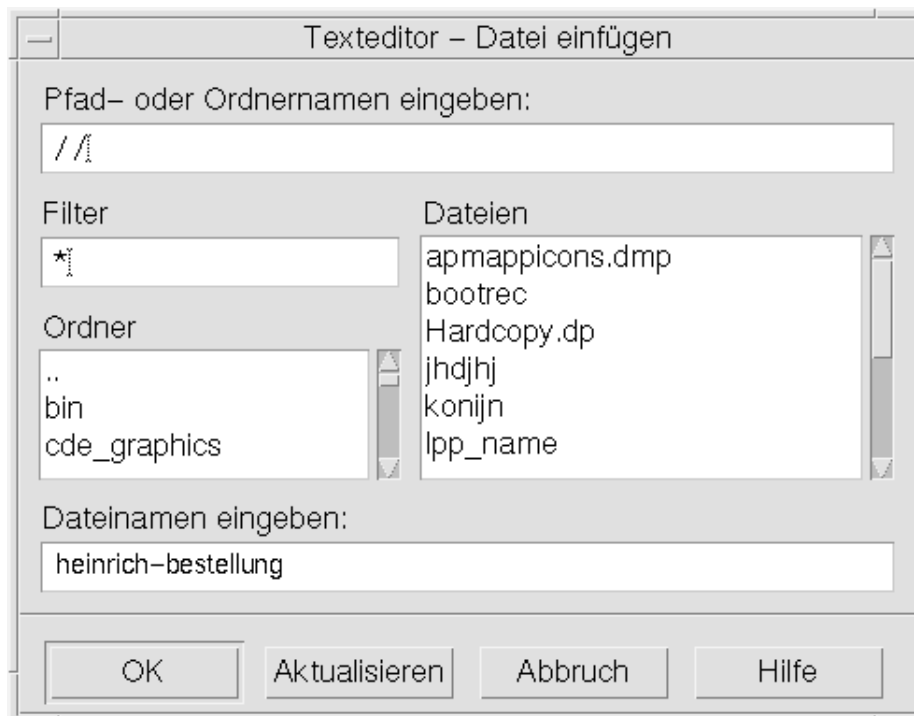 Texteditor – Datei einfügen
Pfad– oder Ordnernamen eingeben:
//
Filter
*
Ordner
..
bin
cde_graphics
Dateien
apmappicons.dmp
bootrec
Hardcopy.dp
jhdjhj
konijn
lpp_name
Dateinamen eingeben:
heinrich–bestellung
OK Aktualisieren Abbruch Hilfe